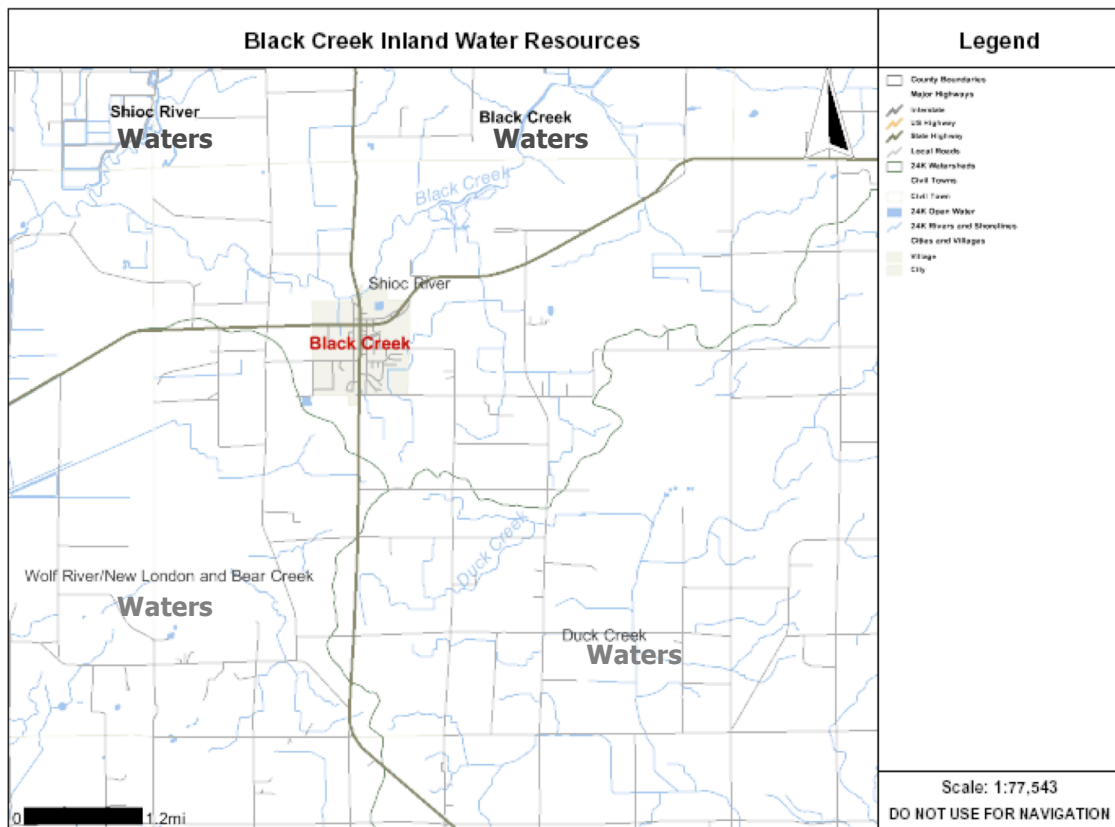 Black Creek Inland Water Resources
Legend
County Boundaries
Major Highways
Interstate
US Highway
State Highway
Local Roads
24K Watersheds
Civil Towns
Civil Town
24K Open Water
24K Rivers and Shorelines
Cities and Villages
Village
City
Shioc River
Waters
Black Creek
Waters
Black Creek
Shioc River
Black Creek
Duck Creek
Wolf River/New London and Bear Creek
Waters
Duck Creek
Waters
0 1.2mi
Scale: 1:77,543
DO NOT USE FOR NAVIGATION